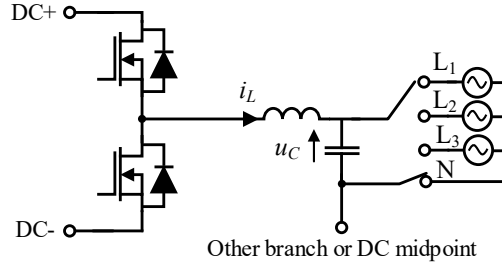 DC+
L₁
i_L
L₂
L₃
u_C
N
DC-
Other branch or DC midpoint